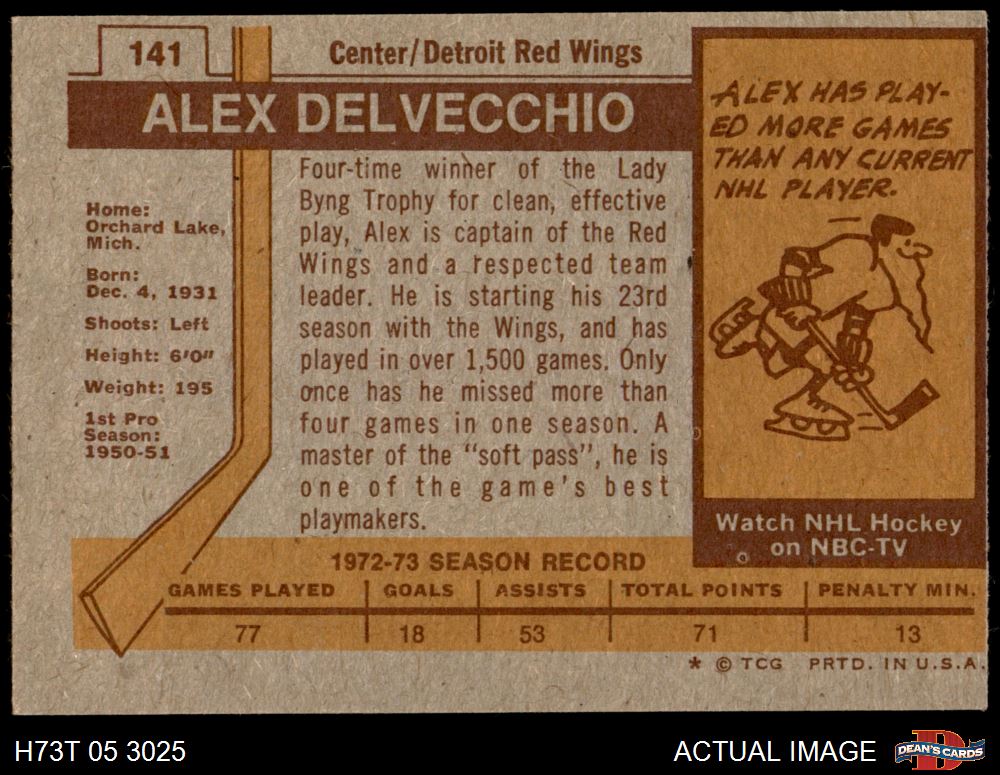 141
Center/Detroit Red Wings
ALEX DELVECCHIO
Home:
Orchard Lake,
Mich.
Born:
Dec. 4, 1931
Shoots: Left
Height: 6'0"
Weight: 195
1st Pro
Season:
1950-51
Four-time winner of the Lady
Byng Trophy for clean, effective
play, Alex is captain of the Red
Wings and a respected team
leader. He is starting his 23rd
season with the Wings, and has
played in over 1,500 games. Only
once has he missed more than
four games in one season. A
master of the "soft pass", he is
one of the game's best
playmakers.
ALEX HAS PLAY-
ED MORE GAMES
THAN ANY CURRENT
NHL PLAYER.
Watch NHL Hockey
on NBC-TV
1972-73 SEASON RECORD
GAMES PLAYED GOALS ASSISTS TOTAL POINTS PENALTY MIN.
77 18 53 71 13
* © TCG PRTD. IN U.S.A.
H73T 05 3025
ACTUAL IMAGE
D
DEAN'S CARDS